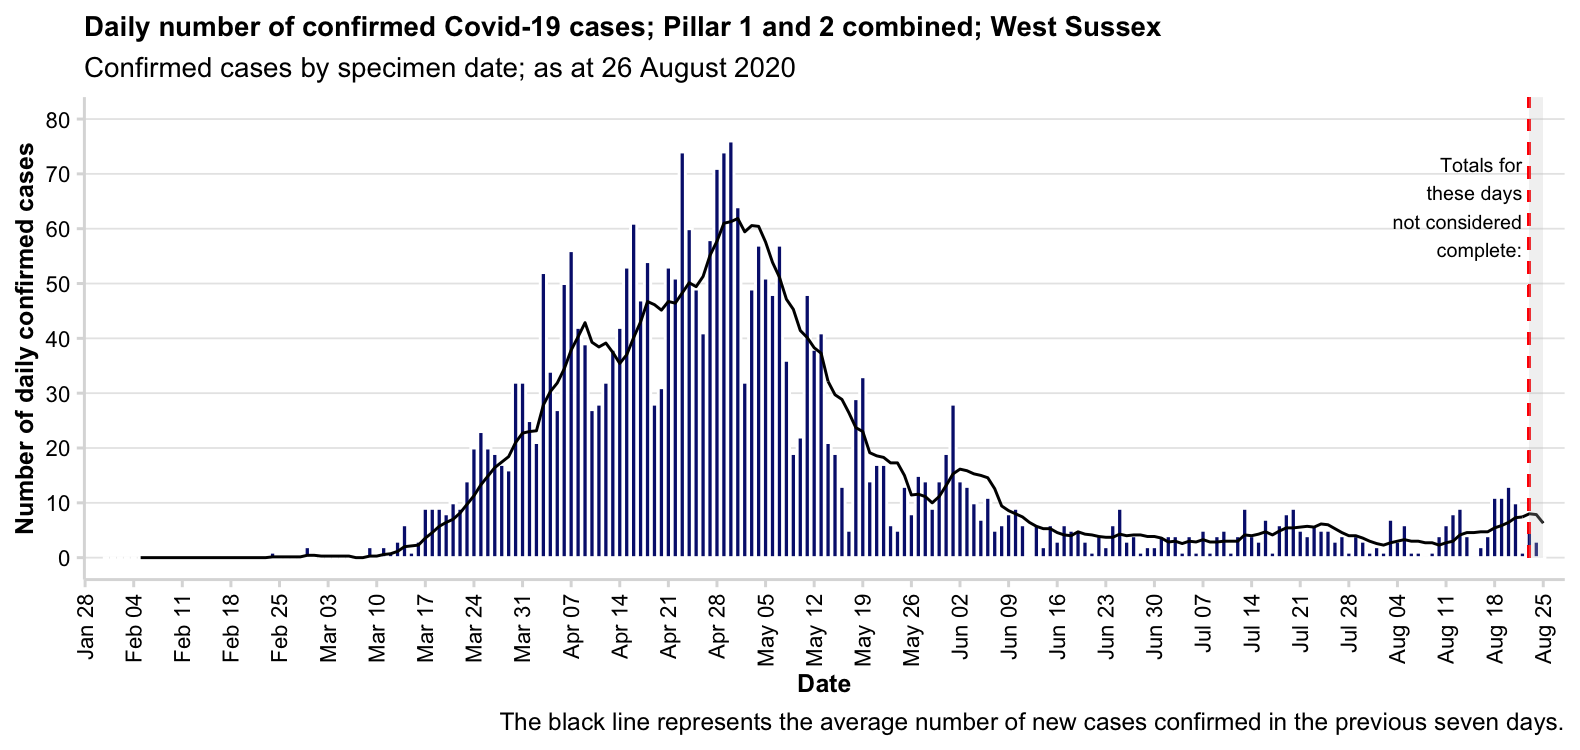 Daily number of confirmed Covid-19 cases; Pillar 1 and 2 combined; West Sussex
Confirmed cases by specimen date; as at 26 August 2020
Number of daily confirmed cases
80
70
60
50
40
30
20
10
0
Totals for
these days
not considered
complete:
Jan 28
Feb 04
Feb 11
Feb 18
Feb 25
Mar 03
Mar 10
Mar 17
Mar 24
Mar 31
Apr 07
Apr 14
Apr 21
Apr 28
May 05
May 12
May 19
May 26
Jun 02
Jun 09
Jun 16
Jun 23
Jun 30
Jul 07
Jul 14
Jul 21
Jul 28
Aug 04
Aug 11
Aug 18
Aug 25
Date
The black line represents the average number of new cases confirmed in the previous seven days.